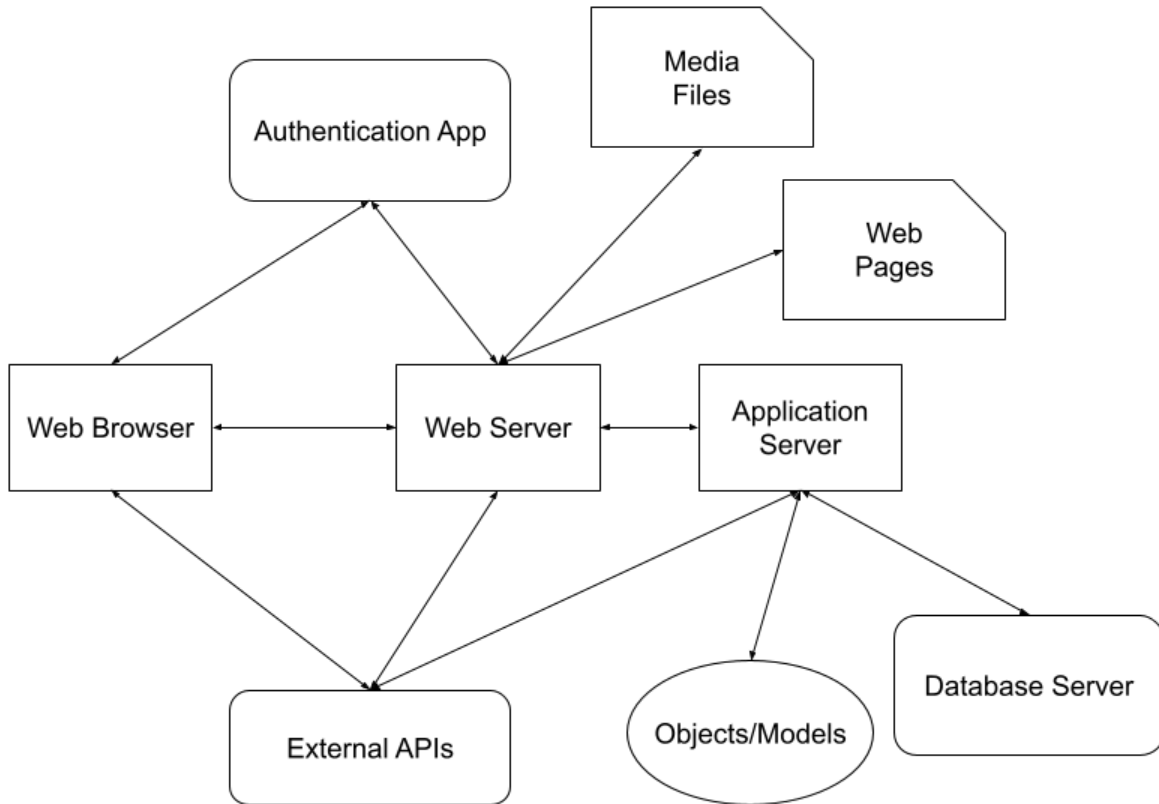 Media
Files
Authentication App
Web
Pages
Web Browser
Web Server
Application
Server
External APIs
Objects/Models
Database Server